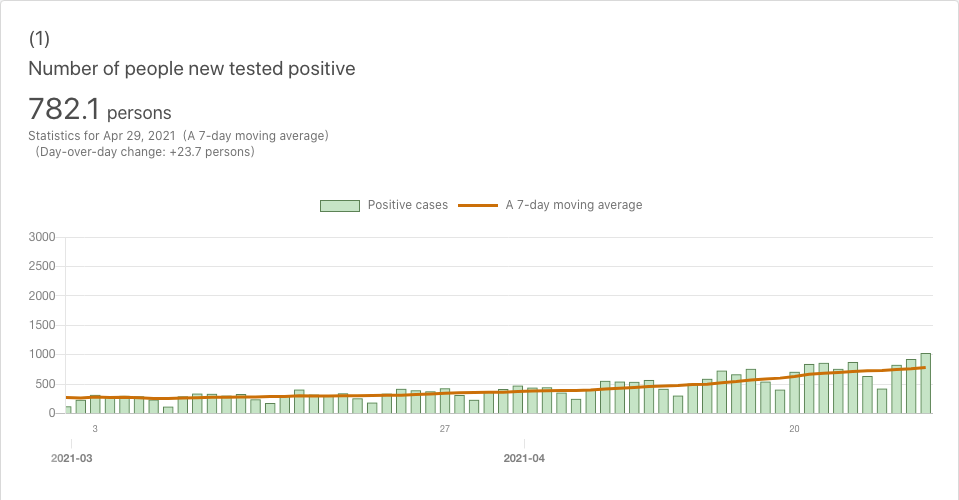 (1)
Number of people new tested positive
782.1 persons
Statistics for Apr 29, 2021 (A 7-day moving average)
(Day-over-day change: +23.7 persons)
Positive cases A 7-day moving average
3000
2500
2000
1500
1000
500
0
3 27 20
2021-03 2021-04